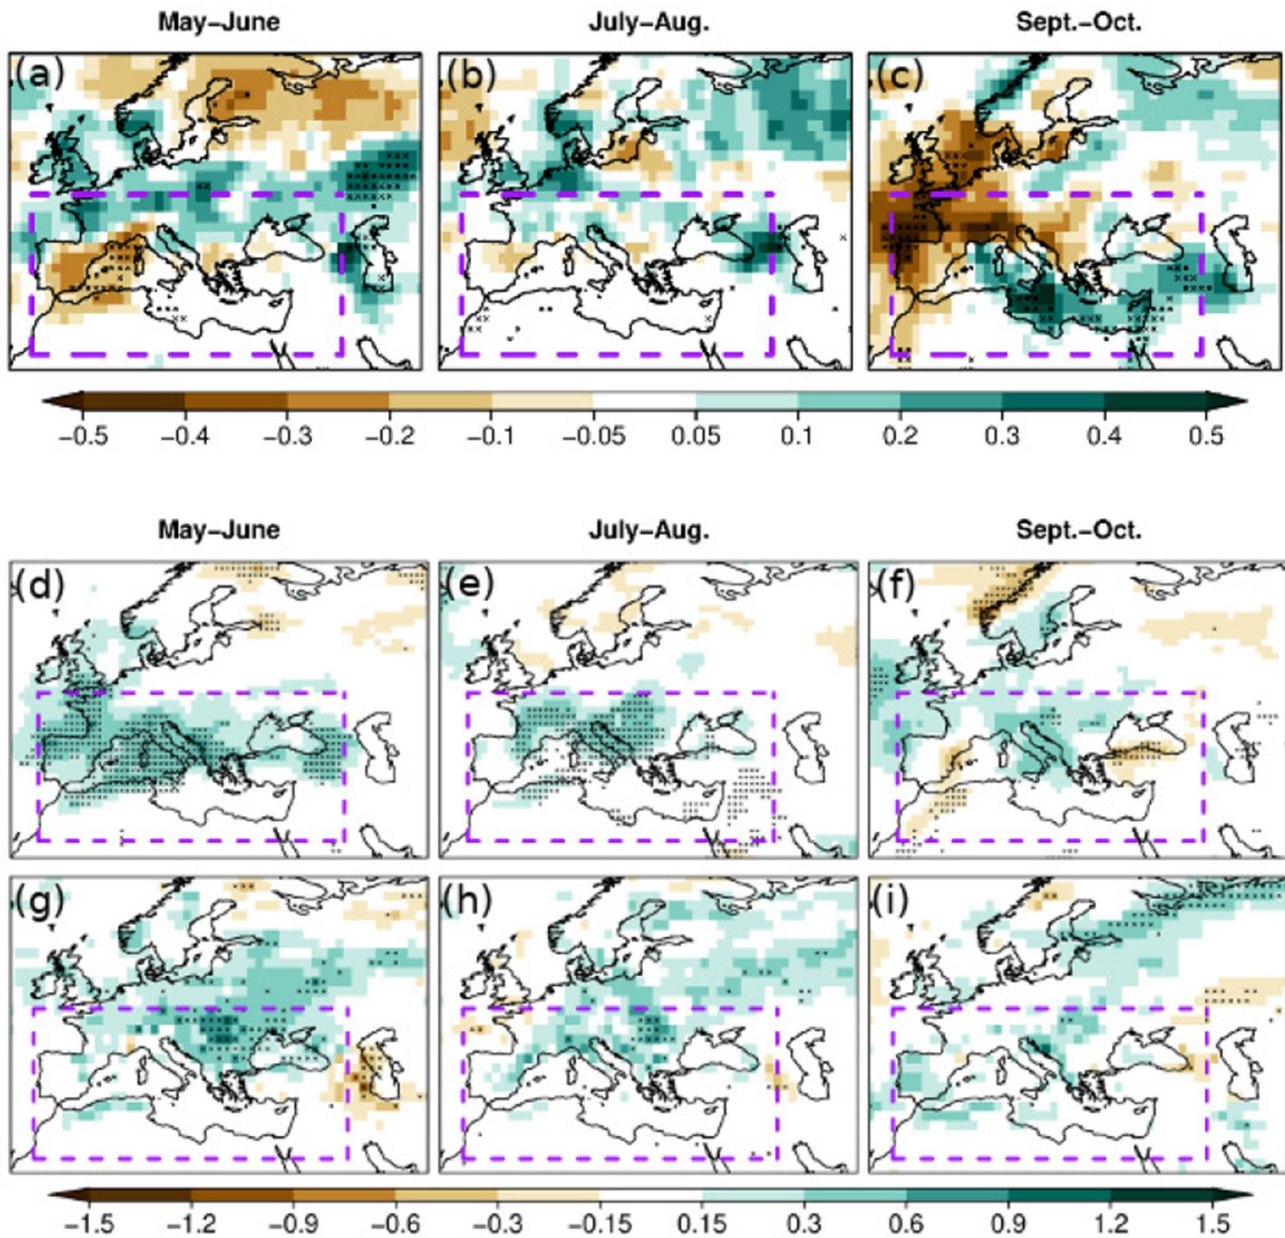 May–June July–Aug. Sept.–Oct.
(a) (b) (c)
−0.5 −0.4 −0.3 −0.2 −0.1 −0.05 0.05 0.1 0.2 0.3 0.4 0.5
May–June July–Aug. Sept.–Oct.
(d) (e) (f)
(g) (h) (i)
−1.5 −1.2 −0.9 −0.6 −0.3 −0.15 0.15 0.3 0.6 0.9 1.2 1.5